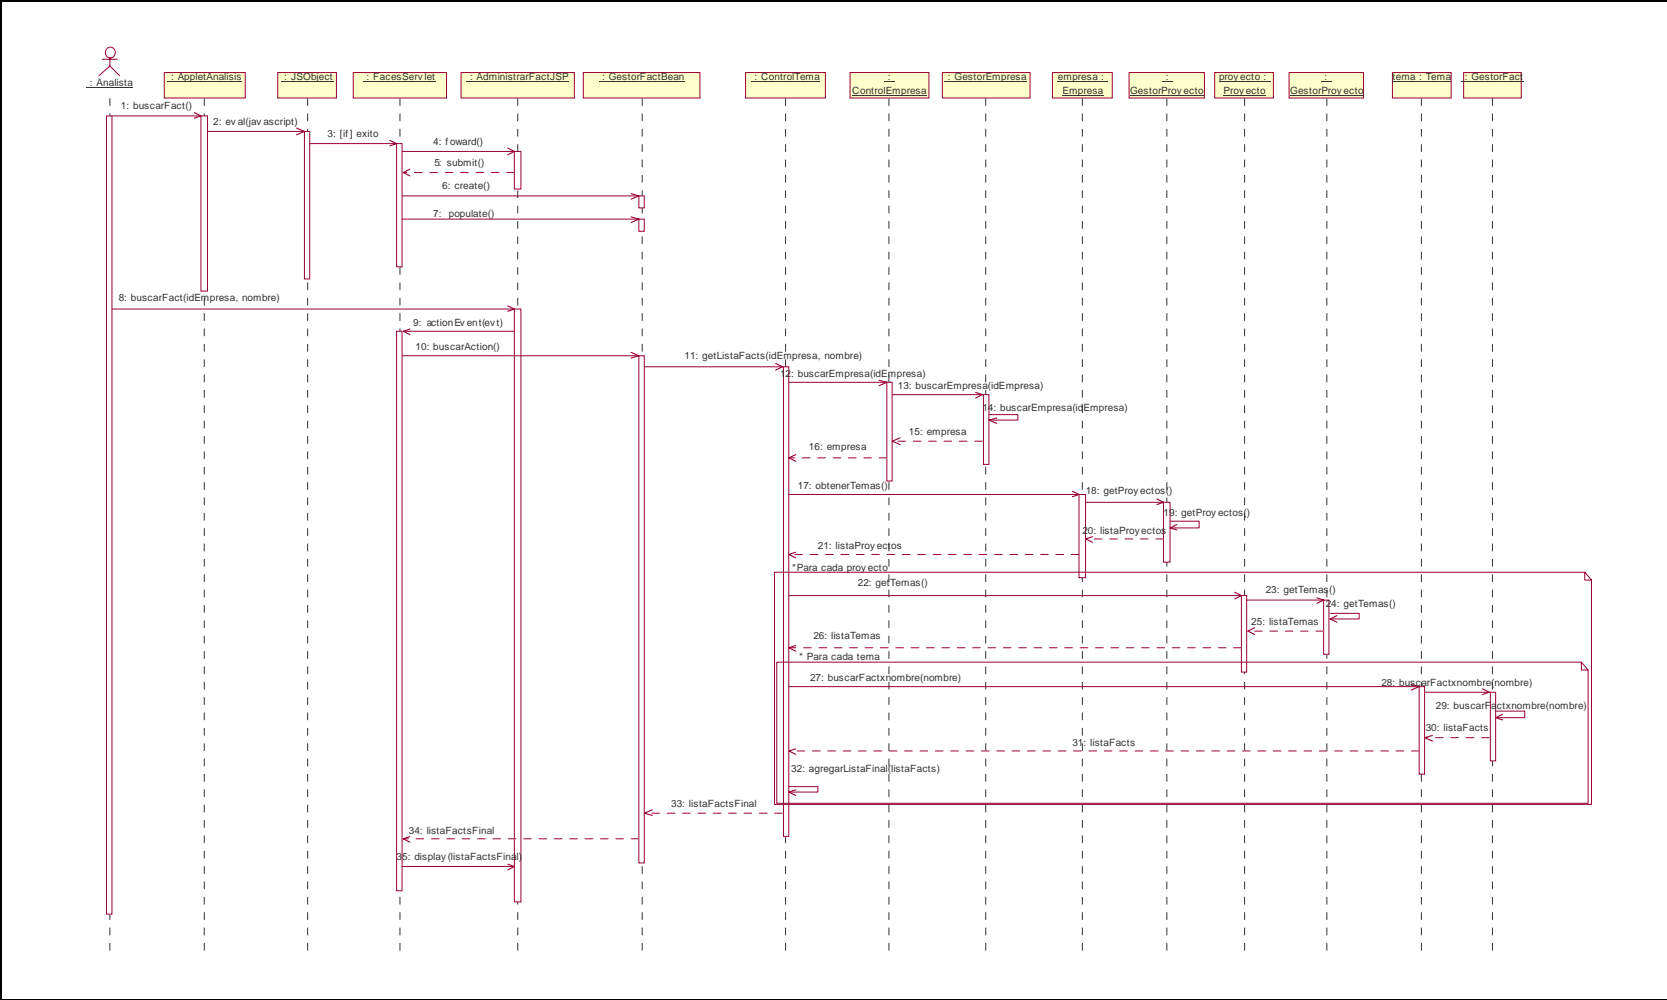 : Analista
: AppletAnalisis
: JSObject
: FacesServlet
: AdministrarFactJSP
: GestorFactBean
: ControlTema
:
ControlEmpresa
: GestorEmpresa
empresa :
Empresa
:
GestorProyecto
proyecto :
Proyecto
:
GestorProyecto
tema : Tema
: GestorFact
1: buscarFact()
2: eval(javascript)
3: [if] exito
4: foward()
5: submit()
6: create()
7: populate()
8: buscarFact(idEmpresa, nombre)
9: actionEvent(evt)
10: buscarAction()
11: getListaFacts(idEmpresa, nombre)
12: buscarEmpresa(idEmpresa)
13: buscarEmpresa(idEmpresa)
14: buscarEmpresa(idEmpresa)
15: empresa
16: empresa
17: obtenerTemas()
18: getProyectos()
19: getProyectos()
20: listaProyectos
21: listaProyectos
*Para cada proyecto
22: getTemas()
23: getTemas()
24: getTemas()
25: listaTemas
26: listaTemas
* Para cada tema
27: buscarFactxnombre(nombre)
28: buscarFactxnombre(nombre)
29: buscarFactxnombre(nombre)
30: listaFacts
31: listaFacts
32: agregarListaFinal(listaFacts)
33: listaFactsFinal
34: listaFactsFinal
35: display(listaFactsFinal)